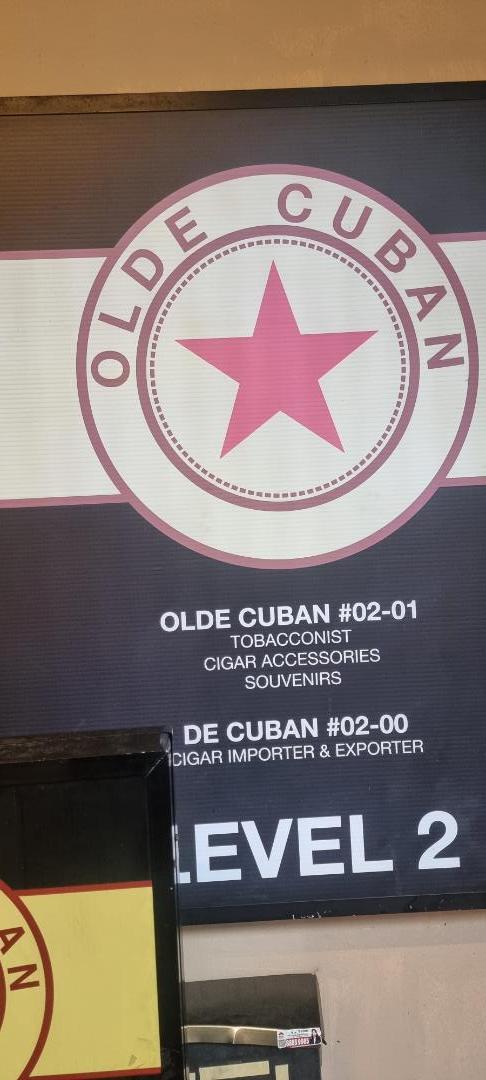 OLDE CUBAN
OLDE CUBAN #02-01
TOBACCONIST
CIGAR ACCESSORIES
SOUVENIRS
DE CUBAN #02-00
CIGAR IMPORTER & EXPORTER
LEVEL 2
AN